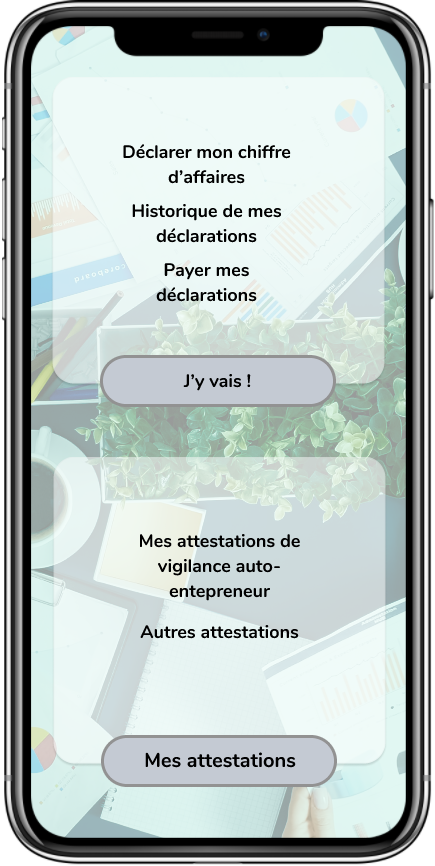 Déclarer mon chiffre
d’affaires
Historique de mes
déclarations
Payer mes
déclarations
J’y vais !
Mes attestations de
vigilance auto-
entepreneur
Autres attestations
Mes attestations